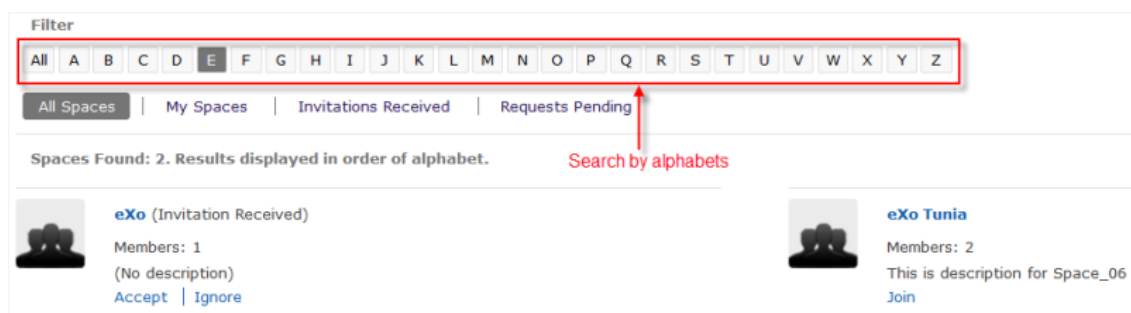 Filter
All A B C D E F G H I J K L M N O P Q R S T U V W X Y Z
All Spaces | My Spaces | Invitations Received | Requests Pending
Spaces Found: 2. Results displayed in order of alphabet.
Search by alphabets
eXo (Invitation Received)
Members: 1
(No description)
Accept | Ignore
eXo Tunia
Members: 2
This is description for Space_06
Join